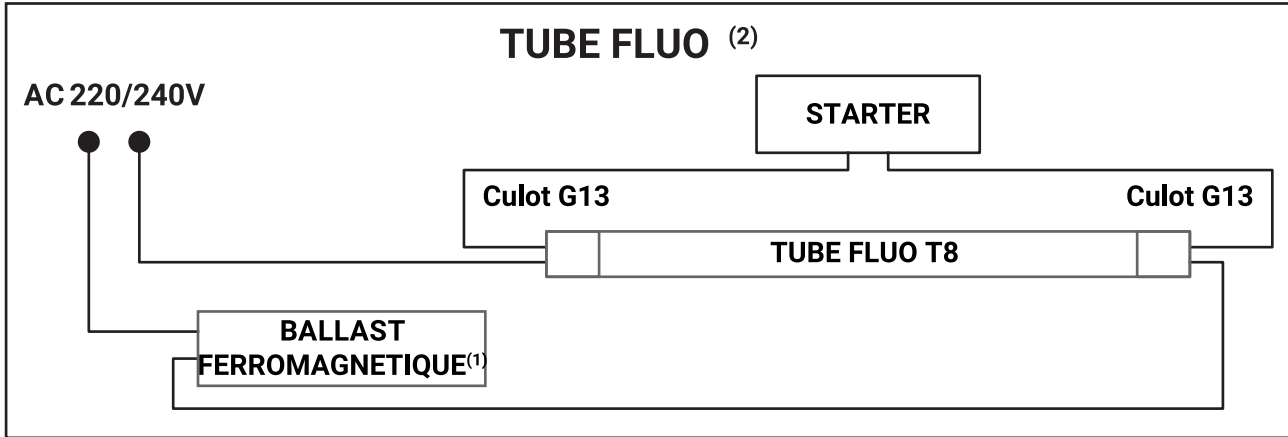 TUBE FLUO (2)
AC 220/240V
STARTER
Culot G13
Culot G13
TUBE FLUO T8
BALLAST
FERROMAGNETIQUE(1)